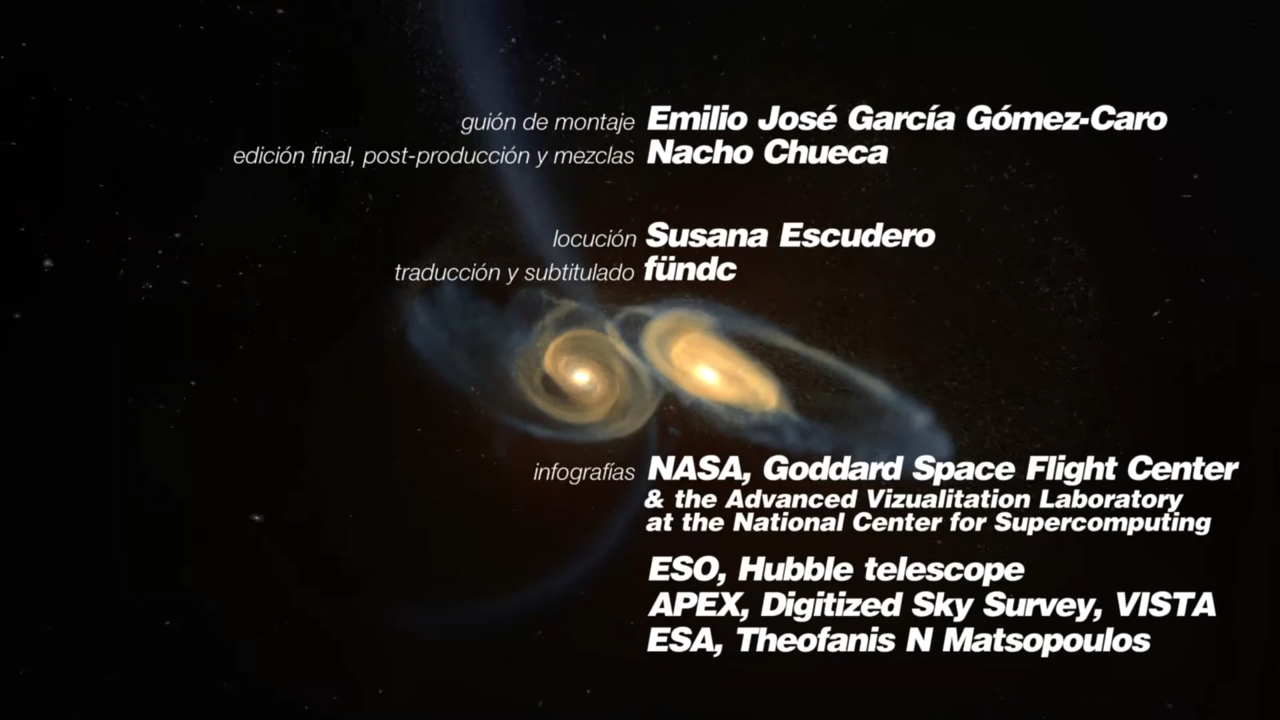 guión de montaje Emilio José García Gómez-Caro
edición final, post-producción y mezclas Nacho Chueca
locución Susana Escudero
traducción y subtitulado fündc
infografías NASA, Goddard Space Flight Center
& the Advanced Vizualitation Laboratory
at the National Center for Supercomputing
ESO, Hubble telescope
APEX, Digitized Sky Survey, VISTA
ESA, Theofanis N Matsopoulos